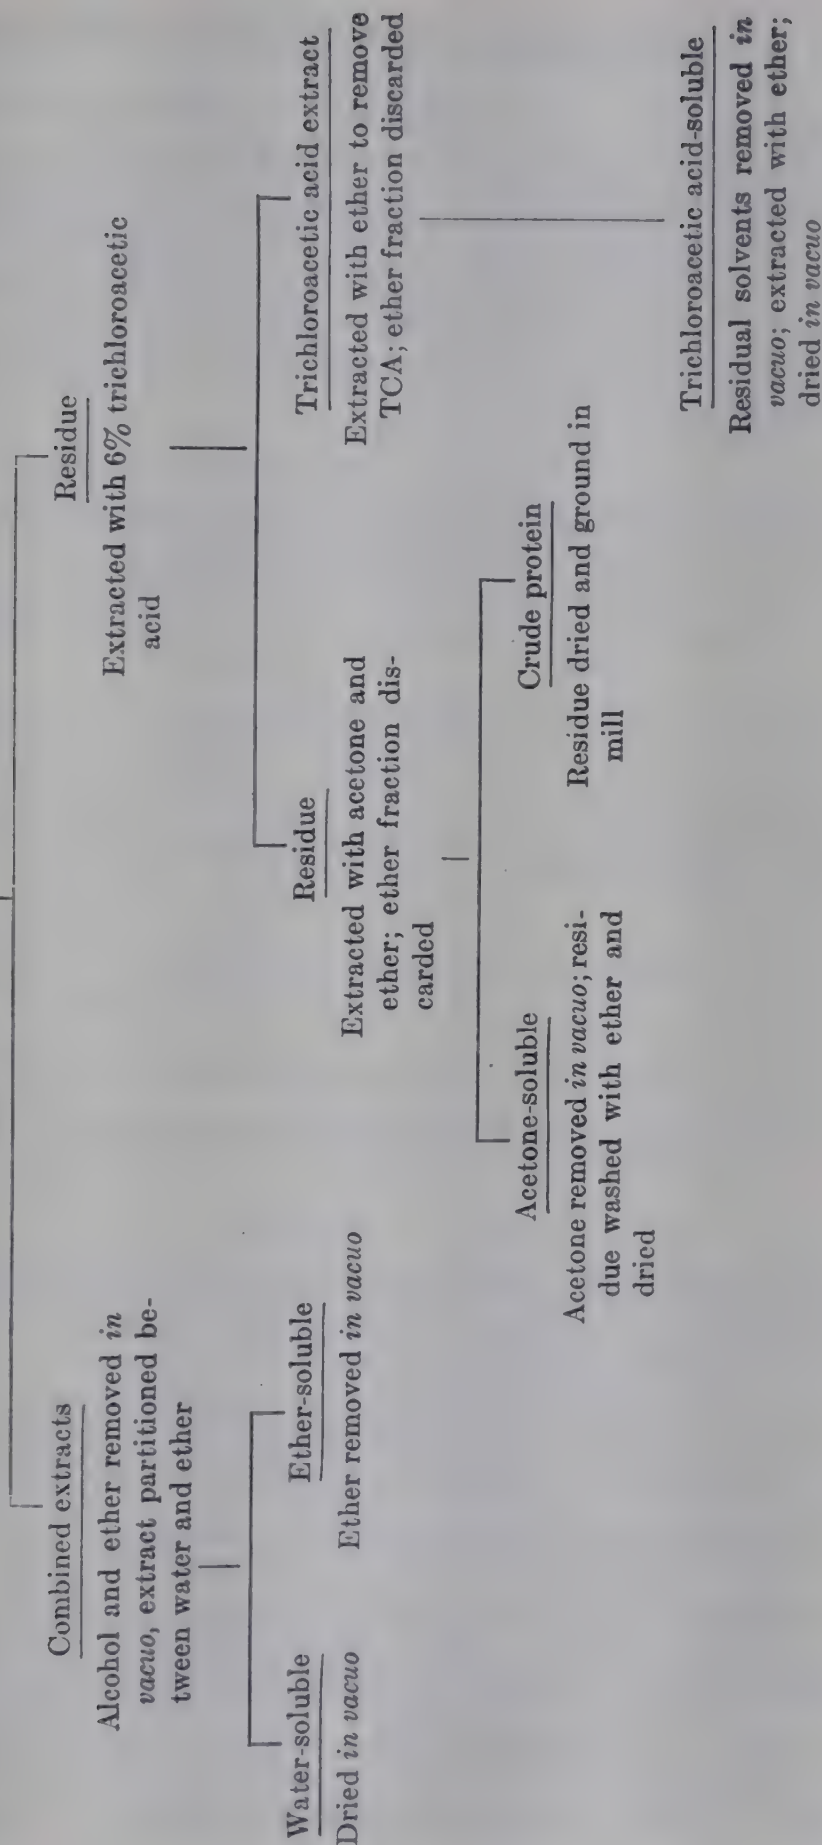 Combined extracts
Alcohol and ether removed in
vacuo, extract partitioned be-
tween water and ether
Water-soluble
Dried in vacuo
Ether-soluble
Ether removed in vacuo
Residue
Extracted with 6% trichloroacetic
acid
Residue
Extracted with acetone and
ether; ether fraction dis-
carded
Acetone-soluble
Acetone removed in vacuo; resi-
due washed with ether and
dried
Crude protein
Residue dried and ground in
mill
Trichloroacetic acid extract
Extracted with ether to remove
TCA; ether fraction discarded
Trichloroacetic acid-soluble
Residual solvents removed in
vacuo; extracted with ether;
dried in vacuo